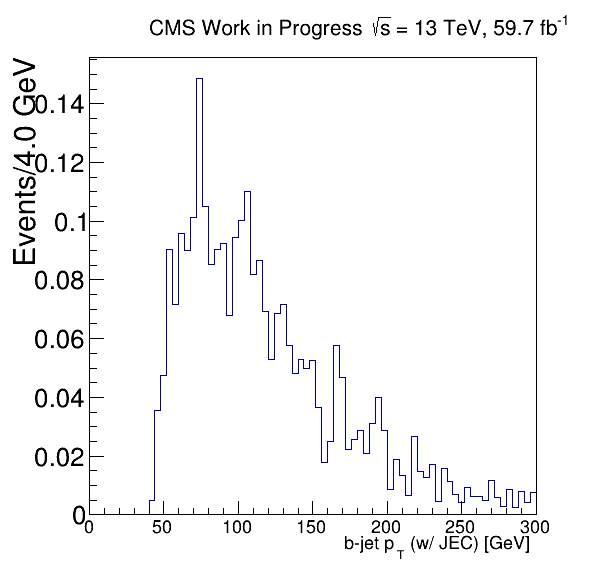 CMS Work in Progress √s = 13 TeV, 59.7 fb⁻¹
Events/4.0 GeV
0.14
0.12
0.1
0.08
0.06
0.04
0.02
0
0 50 100 150 200 250 300
b-jet p_T (w/ JEC) [GeV]